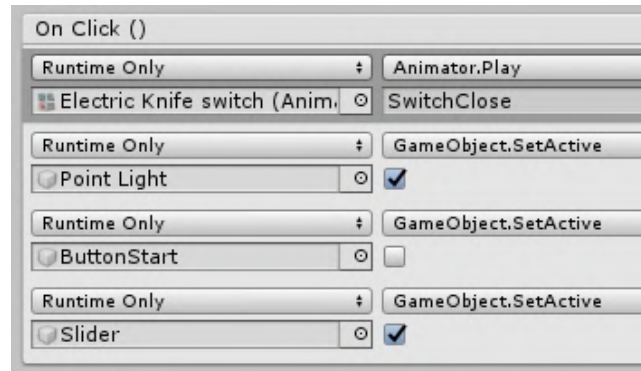 On Click ()
Runtime Only Animator.Play
Electric Knife switch (Anim SwitchClose
Runtime Only GameObject.SetActive
Point Light
Runtime Only GameObject.SetActive
ButtonStart
Runtime Only GameObject.SetActive
Slider